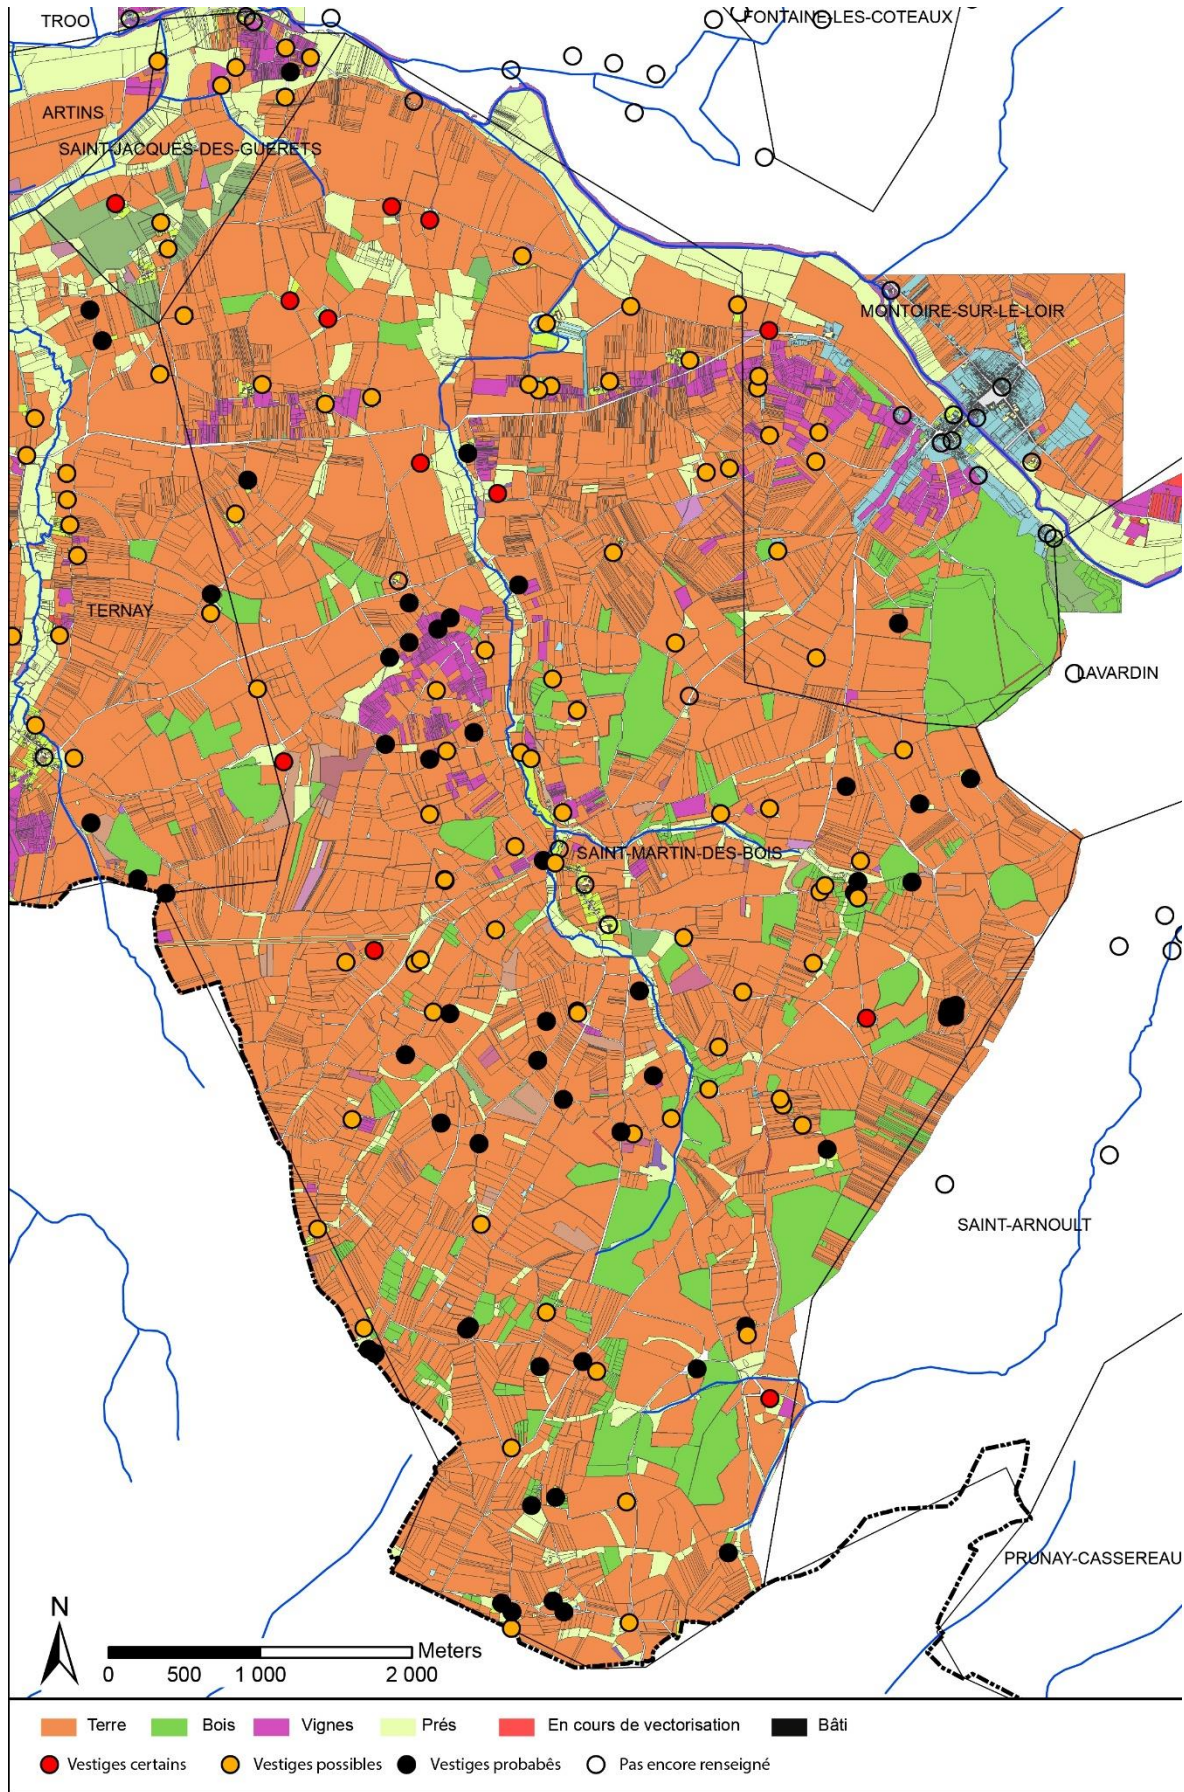 TROO
FONTAINE-LES-COTEAUX
ARTINS
SAINT-JACQUES-DES-GUERETS
MONTOIRE-SUR-LE-LOIR
TERNAY
LAVARDIN
SAINT-MARTIN-DES-BOIS
SAINT-ARNOULT
PRUNAY-CASSEREAU
N
Meters
0 500 1 000 2 000
Terre Bois Vignes Prés En cours de vectorisation Bâti
Vestiges certains Vestiges possibles Vestiges probabês Pas encore renseigné